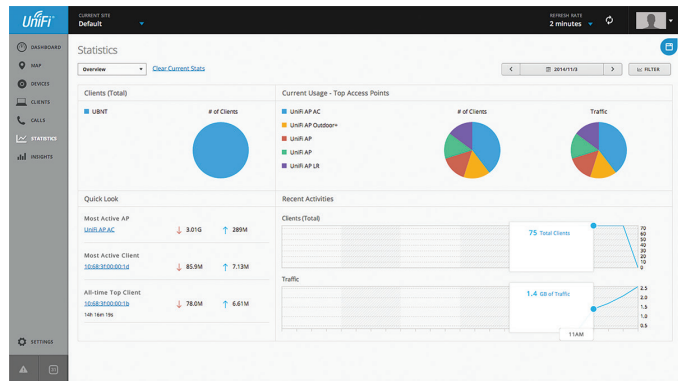 UniFi
CURRENT SITE
Default
REFRESH RATE
2 minutes
DASHBOARD
MAP
DEVICES
CLIENTS
CALLS
STATISTICS
INSIGHTS
SETTINGS
Statistics
Overview
Clear Current Stats
2014/11/3
FILTER
Clients (Total)
UBNT
# of Clients
Current Usage - Top Access Points
UniFi AP AC
UniFi AP Outdoor+
UniFi AP
UniFi AP
UniFi AP LR
# of Clients
Traffic
Quick Look
Most Active AP
UniFi AP AC
3.01G
289M
Most Active Client
10:68:3f:00:00:1d
85.9M
7.13M
All-time Top Client
10:68:3f:00:00:1b
78.0M
6.61M
14h 16m 19s
Recent Activities
Clients (Total)
75 Total Clients
70
60
50
40
30
20
10
0
Traffic
1.4 GB of Traffic
2.5
2.0
1.5
1.0
0.5
11AM